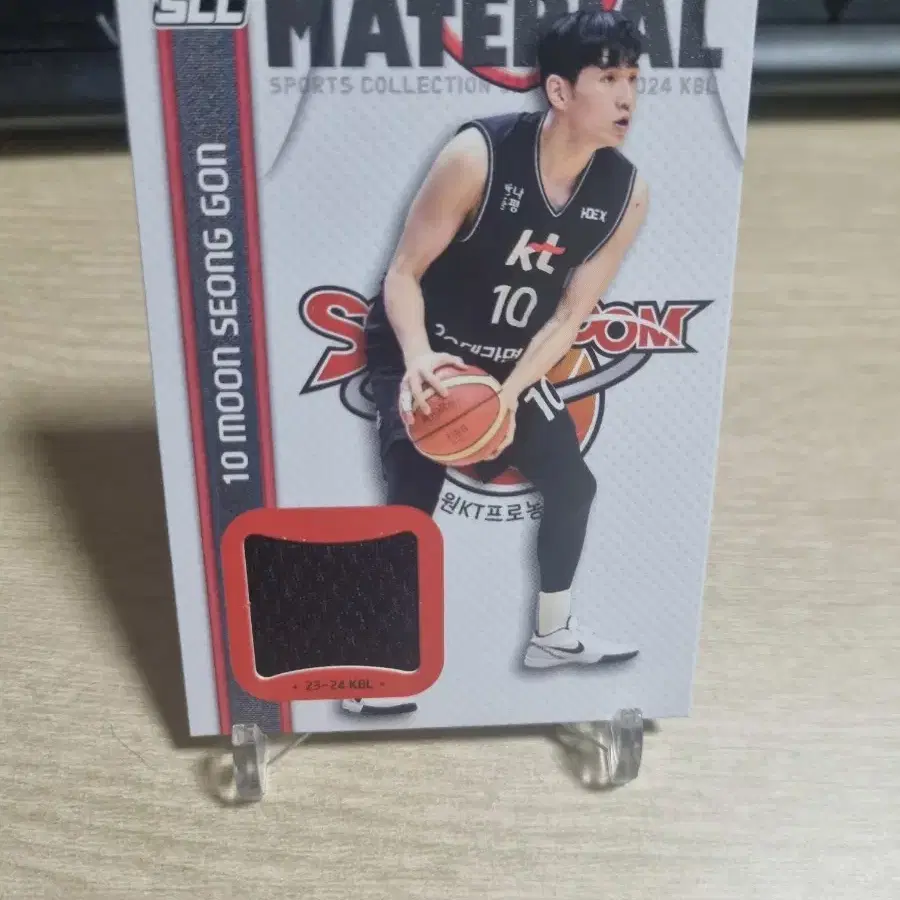 SCC
MATERIAL
SPORTS COLLECTION
2024 KBL
10 MOON SEONG GON
HDEX
kt
10
10
원KT프로농
• 23-24 KBL •